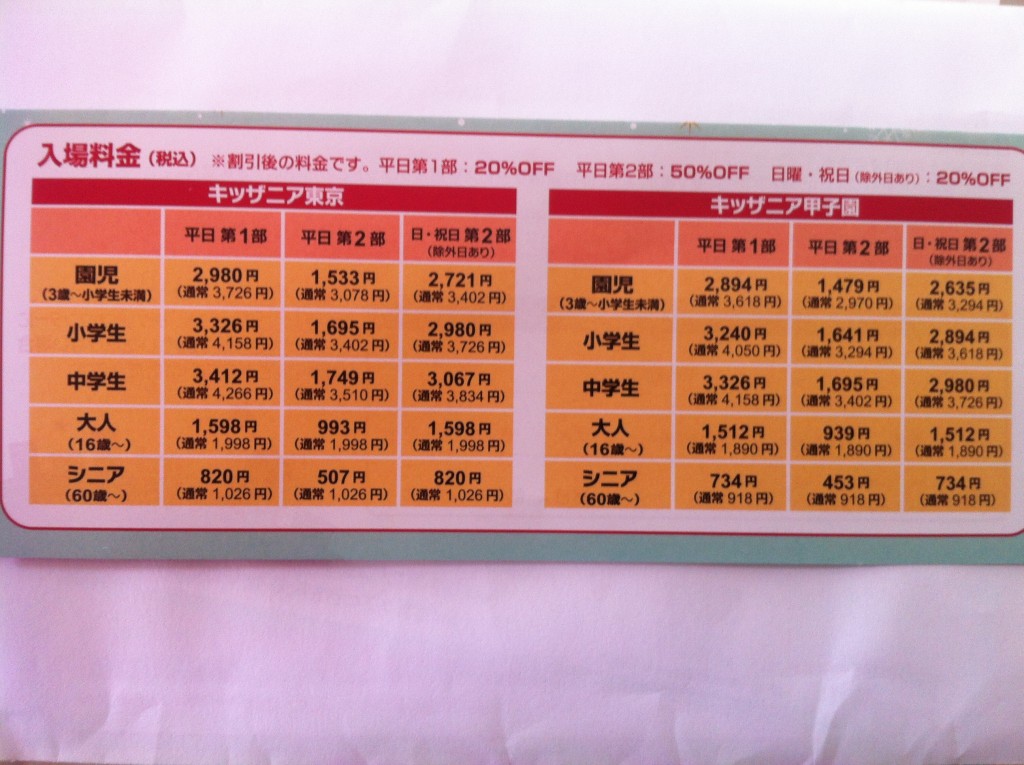 入場料金（税込） ※割引後の料金です。平日第1部：20%OFF 平日第2部：50%OFF 日曜・祝日（除外日あり）：20%OFF
キッザニア東京
平日 第1部 平日 第2部 日・祝日 第2部
（除外日あり）
園児 2,980円 1,533円 2,721円
（3歳～小学生未満） （通常 3,726円） （通常 3,078円） （通常 3,402円）
小学生 3,326円 1,695円 2,980円
（通常 4,158円） （通常 3,402円） （通常 3,726円）
中学生 3,412円 1,749円 3,067円
（通常 4,266円） （通常 3,510円） （通常 3,834円）
大人 1,598円 993円 1,598円
（16歳～） （通常 1,998円） （通常 1,998円） （通常 1,998円）
シニア 820円 507円 820円
（60歳～） （通常 1,026円） （通常 1,026円） （通常 1,026円）
キッザニア甲子園
平日 第1部 平日 第2部 日・祝日 第2部
（除外日あり）
園児 2,894円 1,479円 2,635円
（3歳～小学生未満） （通常 3,618円） （通常 2,970円） （通常 3,294円）
小学生 3,240円 1,641円 2,894円
（通常 4,050円） （通常 3,294円） （通常 3,618円）
中学生 3,326円 1,695円 2,980円
（通常 4,158円） （通常 3,402円） （通常 3,726円）
大人 1,512円 939円 1,512円
（16歳～） （通常 1,890円） （通常 1,890円） （通常 1,890円）
シニア 734円 453円 734円
（60歳～） （通常 918円） （通常 918円） （通常 918円）